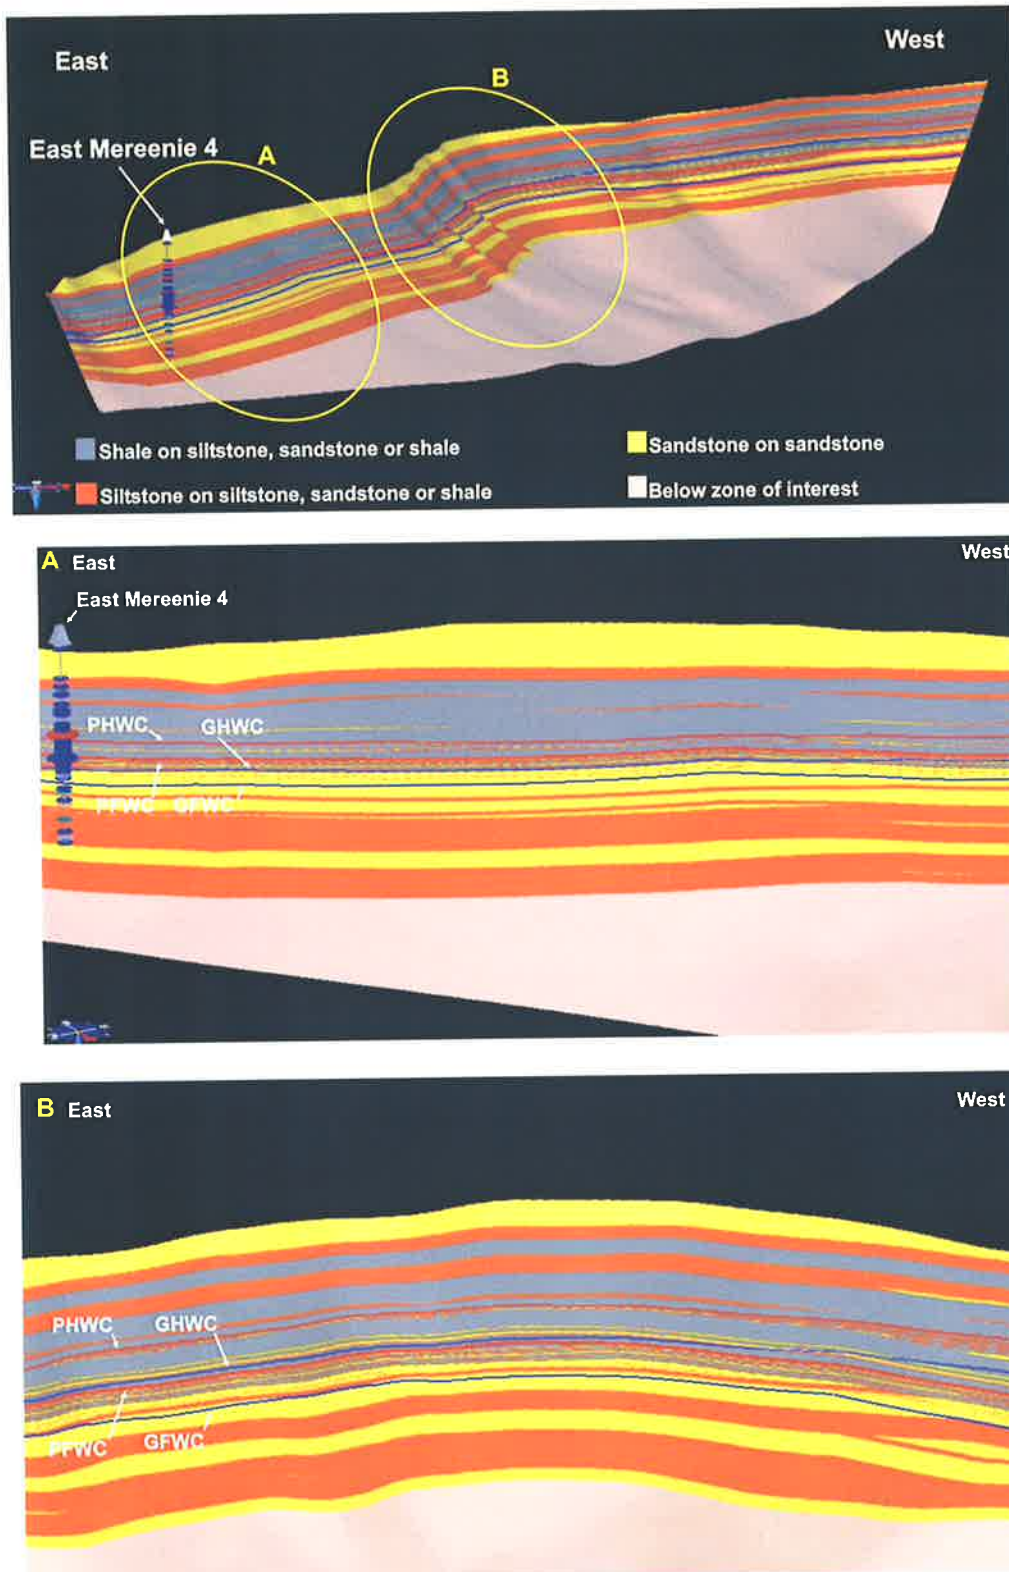 East
West
B
East Mereenie 4
A
Shale on siltstone, sandstone or shale
Sandstone on sandstone
Siltstone on siltstone, sandstone or shale
Below zone of interest
A East
West
East Mereenie 4
PHWC
GHWC
PFWC
GFWC
B East
West
PHWC
GHWC
PFWC
GFWC